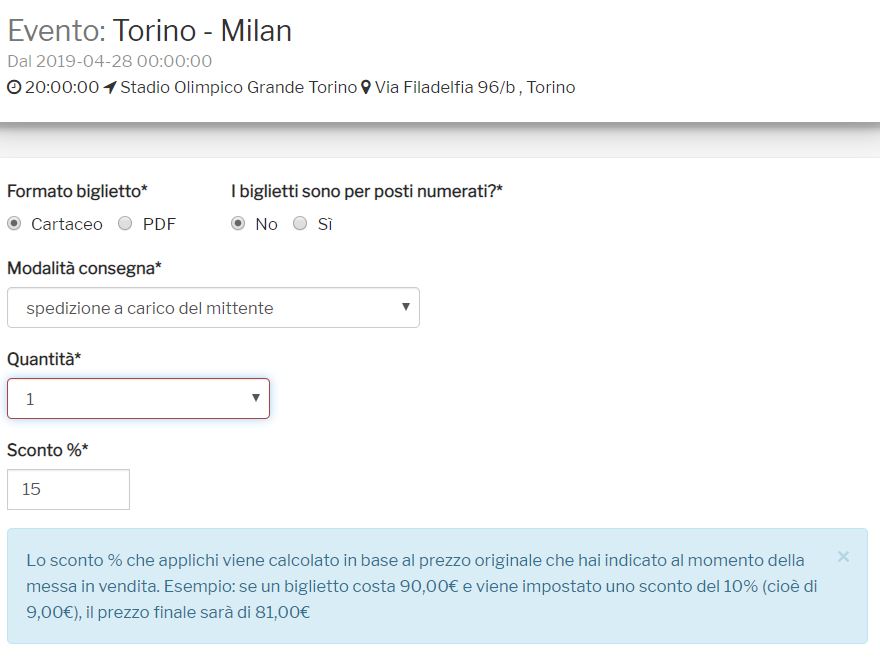 Evento: Torino - Milan
Dal 2019-04-28 00:00:00
20:00:00 Stadio Olimpico Grande Torino Via Filadelfia 96/b , Torino
Formato biglietto* I biglietti sono per posti numerati?*
Cartaceo PDF No Sì
Modalità consegna*
spedizione a carico del mittente
Quantità*
1
Sconto %*
15
Lo sconto % che applichi viene calcolato in base al prezzo originale che hai indicato al momento della
messa in vendita. Esempio: se un biglietto costa 90,00€ e viene impostato uno sconto del 10% (cioè di
9,00€), il prezzo finale sarà di 81,00€